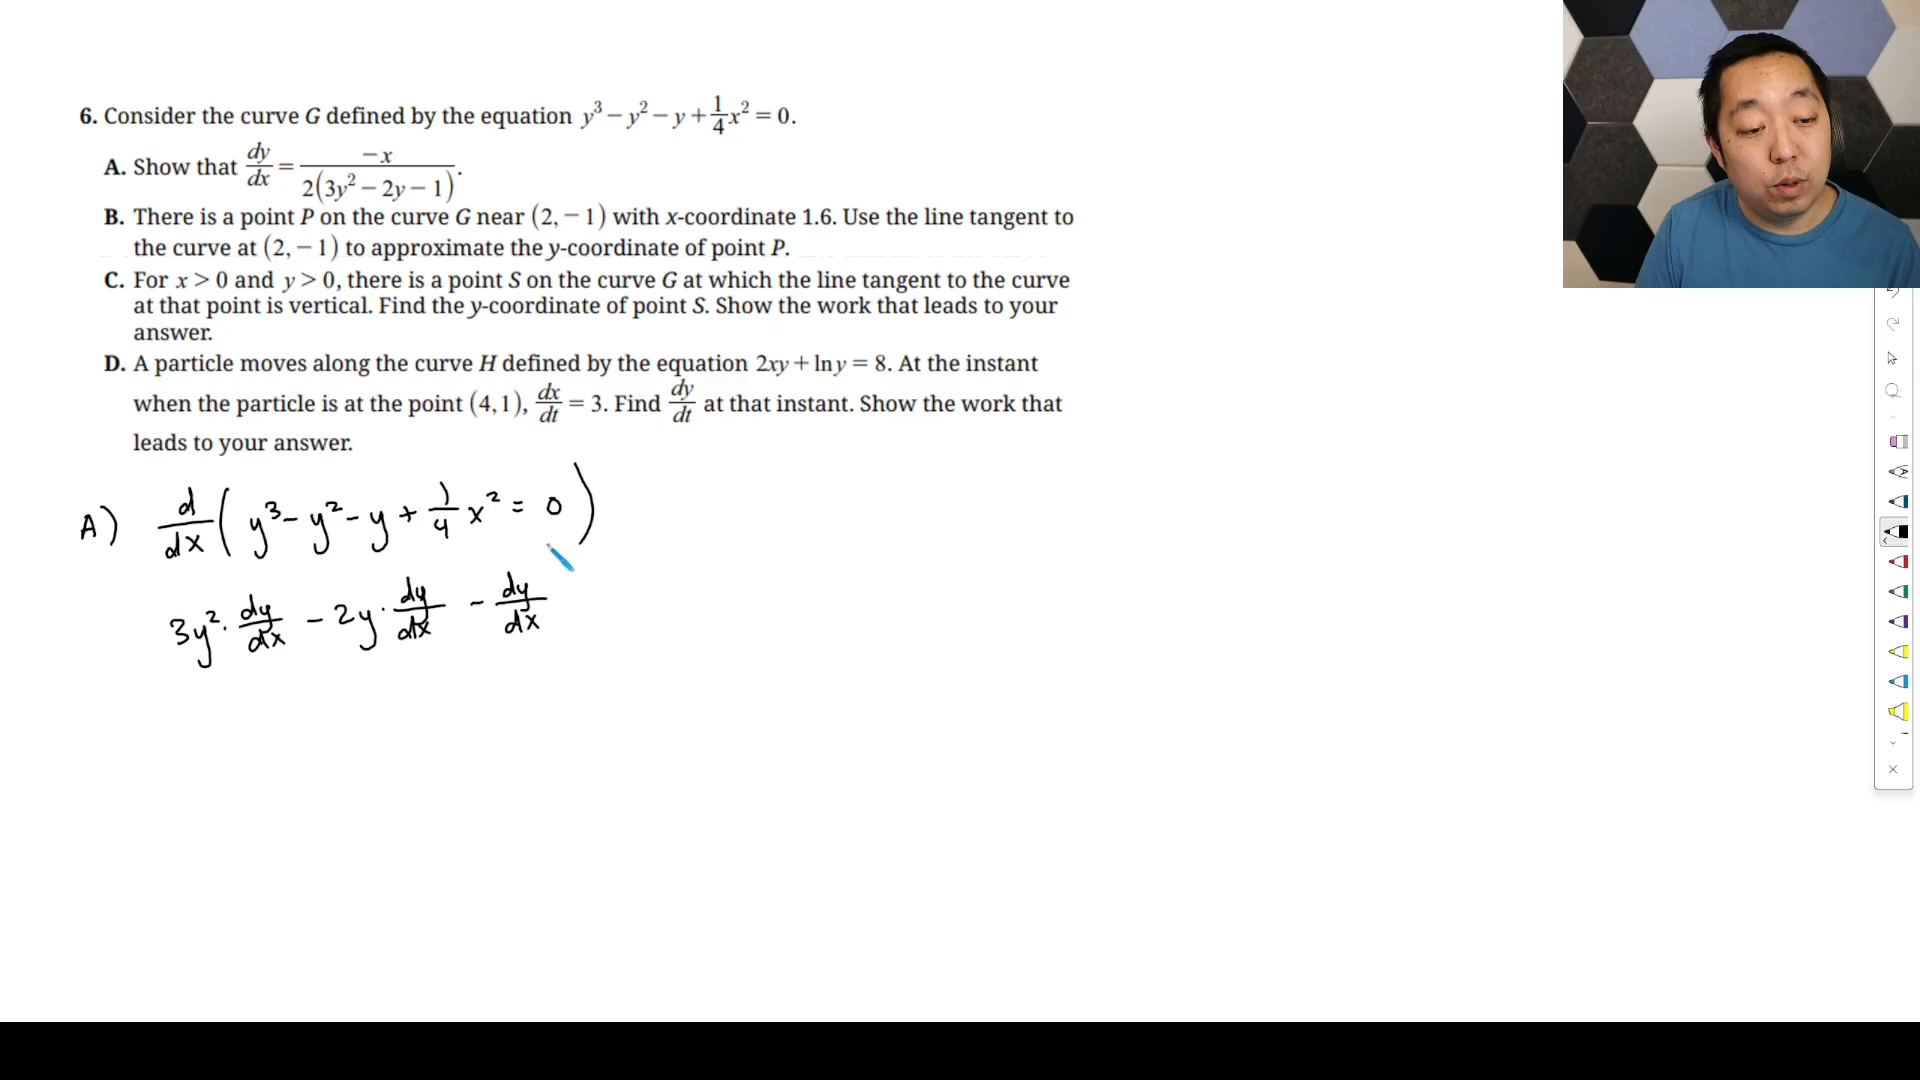 6. Consider the curve G defined by the equation y³ − y² − y + 1/4 x² = 0.
A. Show that dy/dx = −x / 2(3y² − 2y − 1).
B. There is a point P on the curve G near (2, −1) with x-coordinate 1.6. Use the line tangent to
the curve at (2, −1) to approximate the y-coordinate of point P.
C. For x > 0 and y > 0, there is a point S on the curve G at which the line tangent to the curve
at that point is vertical. Find the y-coordinate of point S. Show the work that leads to your
answer.
D. A particle moves along the curve H defined by the equation 2xy + ln y = 8. At the instant
when the particle is at the point (4, 1), dx/dt = 3. Find dy/dt at that instant. Show the work that
leads to your answer.
A) d/dx ( y³ − y² − y + 1/4 x² = 0 )
3y² · dy/dx − 2y · dy/dx − dy/dx